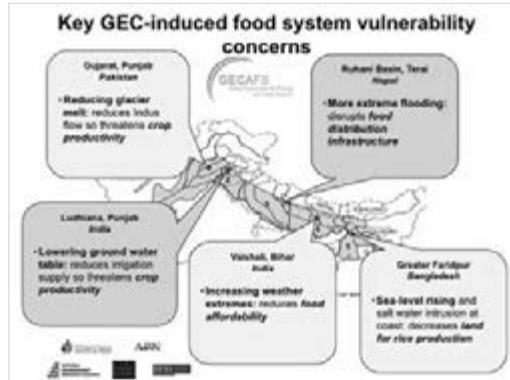 Key GEC-induced food system vulnerability
concerns
Gujarat, Punjab
Pakistan
• Reducing glacier
melt: reduces Indus
flow so threatens crop
productivity
GECAFS
Ruhani Basin, Terai
Nepal
• More extreme flooding:
disrupts food
distribution
infrastructure
Ludhiana, Punjab
India
• Lowering ground water
table: reduces irrigation
supply so threatens crop
productivity
Vaishali, Bihar
India
• Increasing weather
extremes: reduces food
affordability
Greater Faridpur
Bangladesh
• Sea-level rising and
salt water intrusion at
coast: decreases land
for rice production
APN